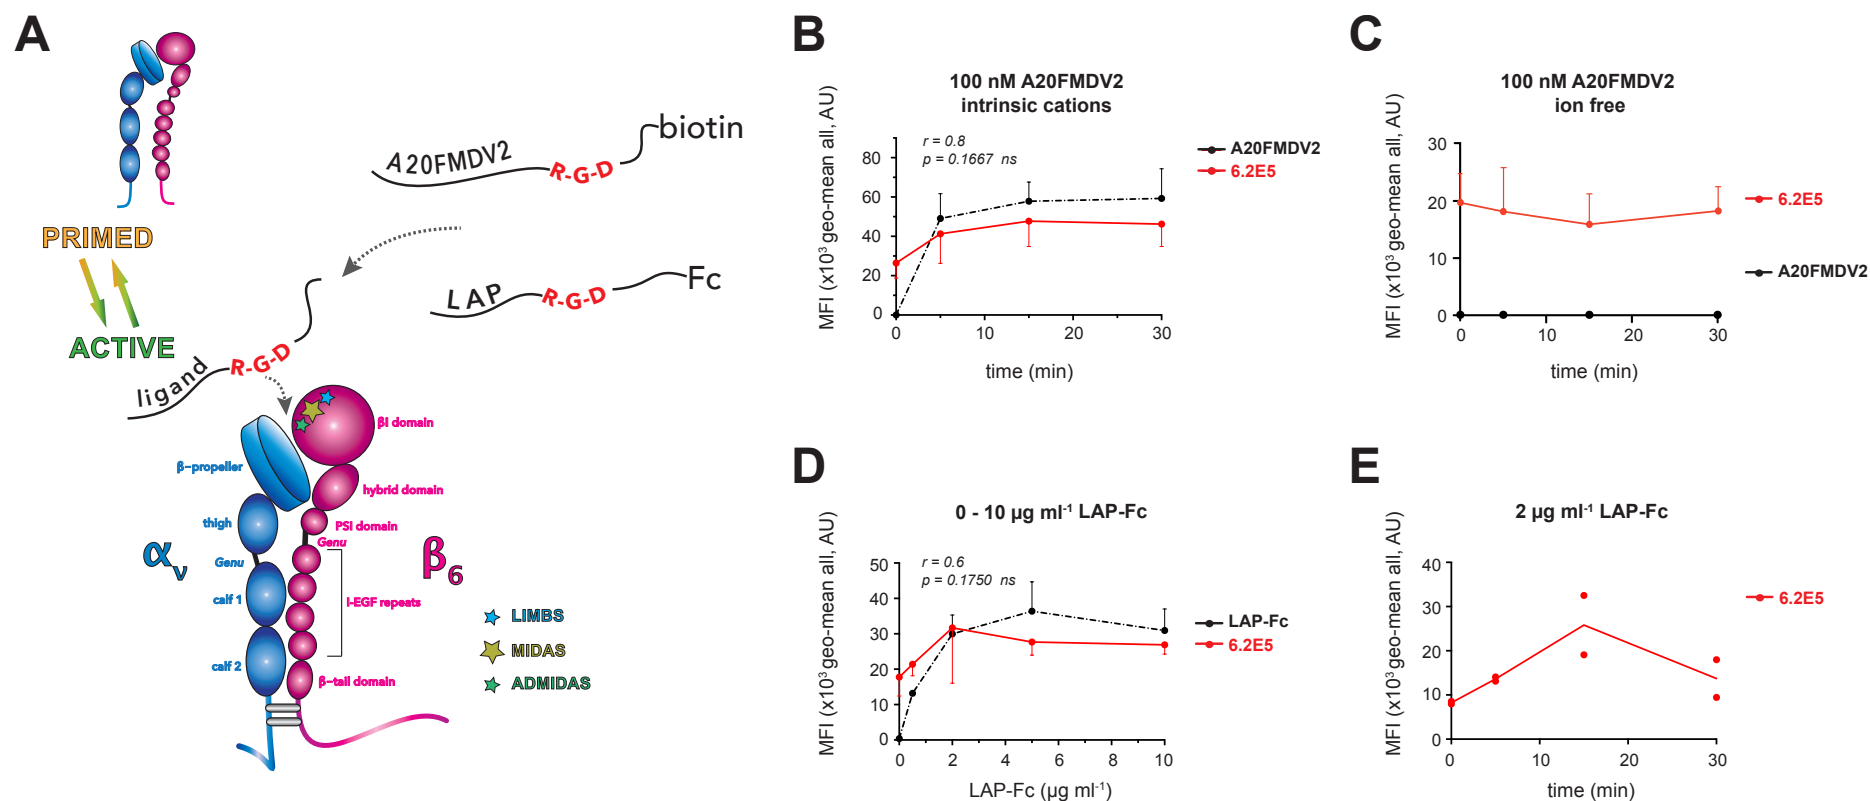 A
PRIMED
ACTIVE
A20FMDV2
R-G-D
biotin
LAP
R-G-D
Fc
ligand
R-G-D
βI domain
β-propeller
hybrid domain
thigh
PSI domain
Genu
Genu
αν
β6
calf 1
I-EGF repeats
calf 2
β-tail domain
LIMBS
MIDAS
ADMIDAS
B
100 nM A20FMDV2
intrinsic cations
MFI (x10³ geo-mean all, AU)
r = 0.8
p = 0.1667 ns
80
60
40
20
0
0
10
20
30
time (min)
A20FMDV2
6.2E5
C
100 nM A20FMDV2
ion free
MFI (x10³ geo-mean all, AU)
30
20
10
0
0
10
20
30
time (min)
6.2E5
A20FMDV2
D
0 - 10 µg ml⁻¹ LAP-Fc
MFI (x10³ geo-mean all, AU)
r = 0.6
p = 0.1750 ns
50
40
30
20
10
0
0
2
4
6
8
10
LAP-Fc (µg ml⁻¹)
LAP-Fc
6.2E5
E
2 µg ml⁻¹ LAP-Fc
MFI (x10³ geo-mean all, AU)
40
30
20
10
0
0
10
20
30
time (min)
6.2E5